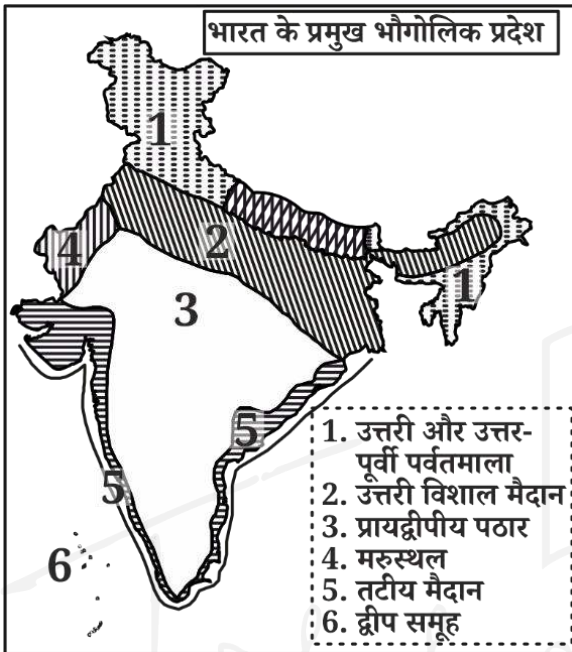 भारत के प्रमुख भौगोलिक प्रदेश
1
2
4
3
1
5
5
6
1. उत्तरी और उत्तर-
पूर्वी पर्वतमाला
2. उत्तरी विशाल मैदान
3. प्रायद्वीपीय पठार
4. मरुस्थल
5. तटीय मैदान
6. द्वीप समूह